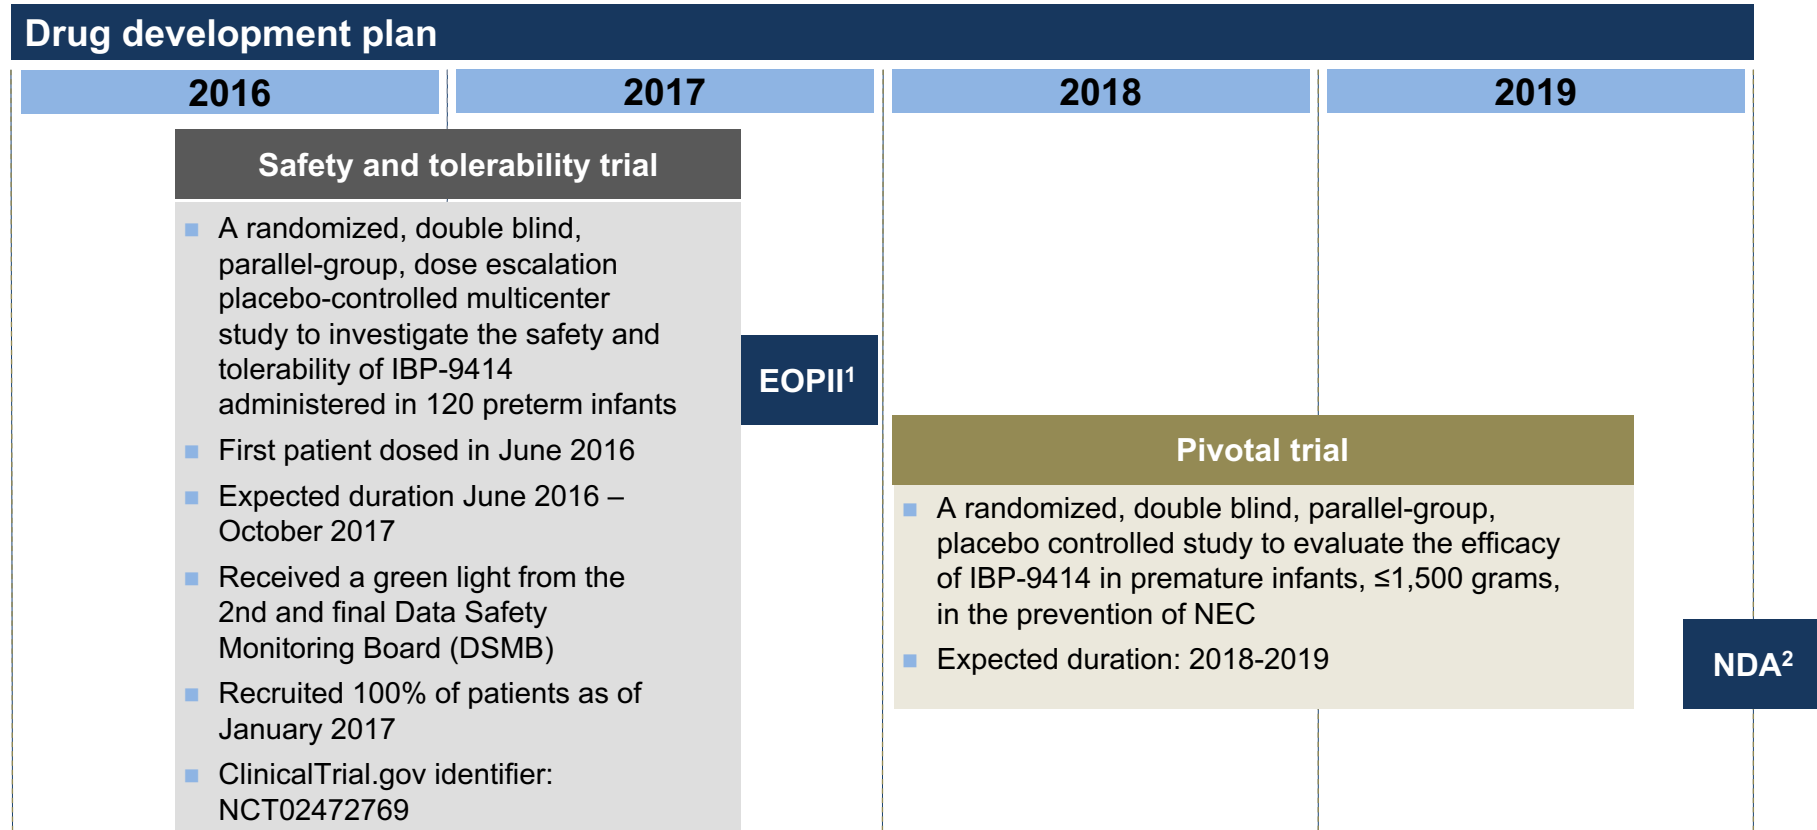 Drug development plan
2016
2017
2018
2019
Safety and tolerability trial
A randomized, double blind,
parallel-group, dose escalation
placebo-controlled multicenter
study to investigate the safety and
tolerability of IBP-9414
administered in 120 preterm infants
First patient dosed in June 2016
Expected duration June 2016 –
October 2017
Received a green light from the
2nd and final Data Safety
Monitoring Board (DSMB)
Recruited 100% of patients as of
January 2017
ClinicalTrial.gov identifier:
NCT02472769
EOPII¹
Pivotal trial
A randomized, double blind, parallel-group,
placebo controlled study to evaluate the efficacy
of IBP-9414 in premature infants, ≤1,500 grams,
in the prevention of NEC
Expected duration: 2018-2019
NDA²